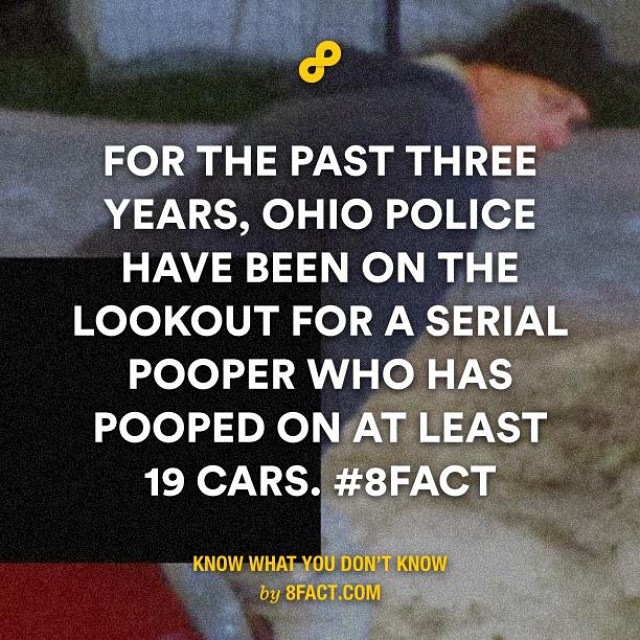 FOR THE PAST THREE
YEARS, OHIO POLICE
HAVE BEEN ON THE
LOOKOUT FOR A SERIAL
POOPER WHO HAS
POOPED ON AT LEAST
19 CARS. #8FACT
KNOW WHAT YOU DON'T KNOW
by 8FACT.COM